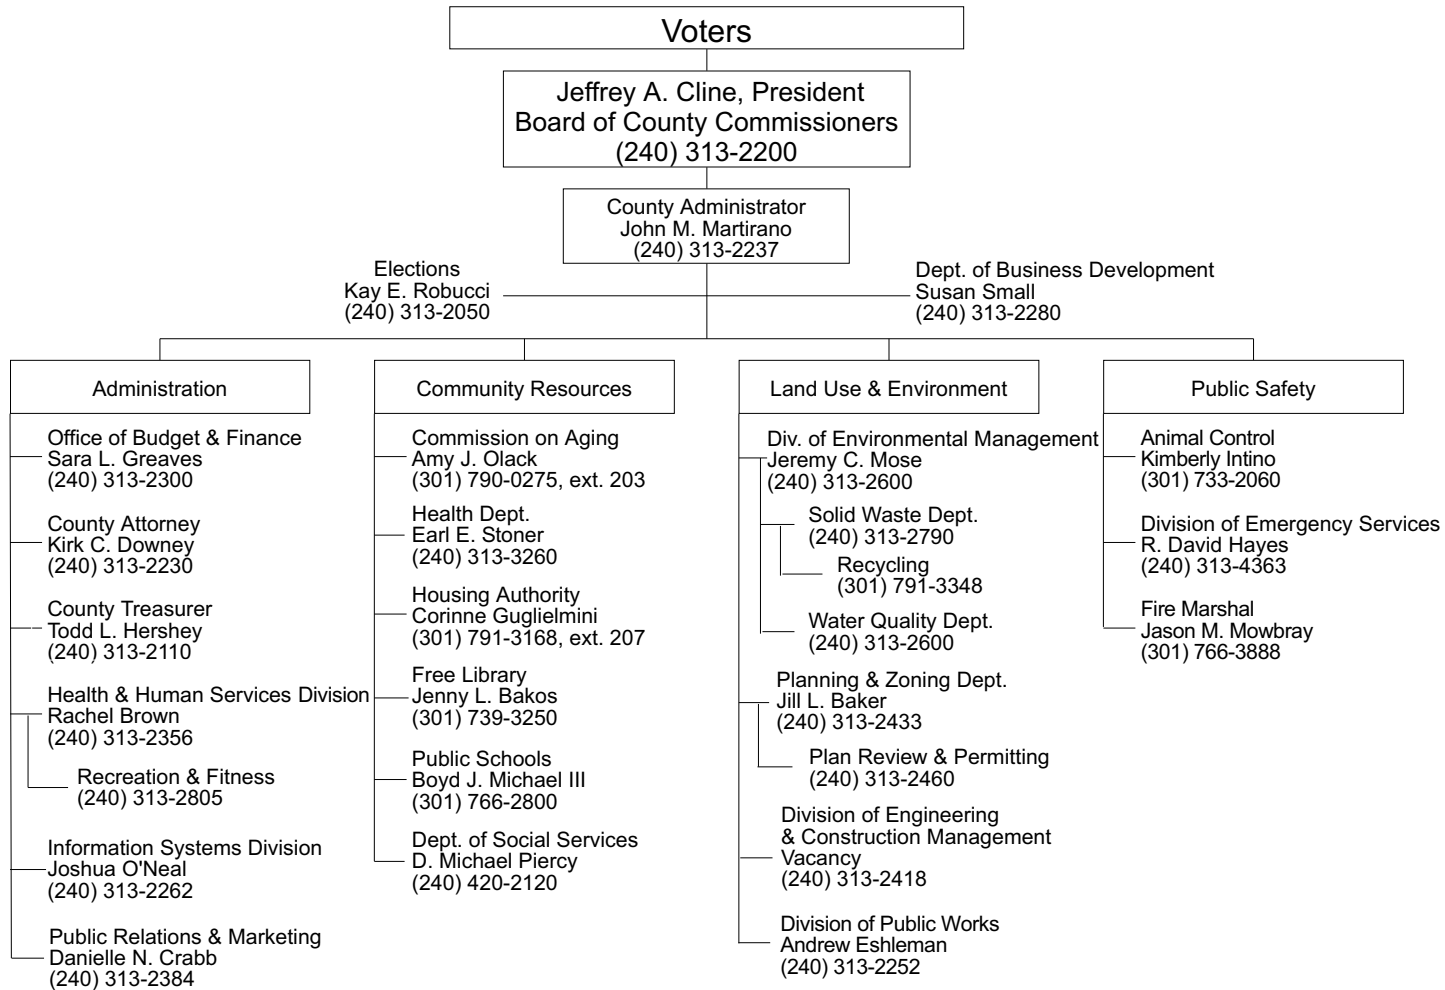 Voters
Jeffrey A. Cline, President
Board of County Commissioners
(240) 313-2200
County Administrator
John M. Martirano
(240) 313-2237
Elections
Kay E. Robucci
(240) 313-2050
Dept. of Business Development
Susan Small
(240) 313-2280
Administration
Office of Budget & Finance
Sara L. Greaves
(240) 313-2300
County Attorney
Kirk C. Downey
(240) 313-2230
County Treasurer
Todd L. Hershey
(240) 313-2110
Health & Human Services Division
Rachel Brown
(240) 313-2356
Recreation & Fitness
(240) 313-2805
Information Systems Division
Joshua O'Neal
(240) 313-2262
Public Relations & Marketing
Danielle N. Crabb
(240) 313-2384
Community Resources
Commission on Aging
Amy J. Olack
(301) 790-0275, ext. 203
Health Dept.
Earl E. Stoner
(240) 313-3260
Housing Authority
Corinne Guglielmini
(301) 791-3168, ext. 207
Free Library
Jenny L. Bakos
(301) 739-3250
Public Schools
Boyd J. Michael III
(301) 766-2800
Dept. of Social Services
D. Michael Piercy
(240) 420-2120
Land Use & Environment
Div. of Environmental Management
Jeremy C. Mose
(240) 313-2600
Solid Waste Dept.
(240) 313-2790
Recycling
(301) 791-3348
Water Quality Dept.
(240) 313-2600
Planning & Zoning Dept.
Jill L. Baker
(240) 313-2433
Plan Review & Permitting
(240) 313-2460
Division of Engineering
& Construction Management
Vacancy
(240) 313-2418
Division of Public Works
Andrew Eshleman
(240) 313-2252
Public Safety
Animal Control
Kimberly Intino
(301) 733-2060
Division of Emergency Services
R. David Hayes
(240) 313-4363
Fire Marshal
Jason M. Mowbray
(301) 766-3888